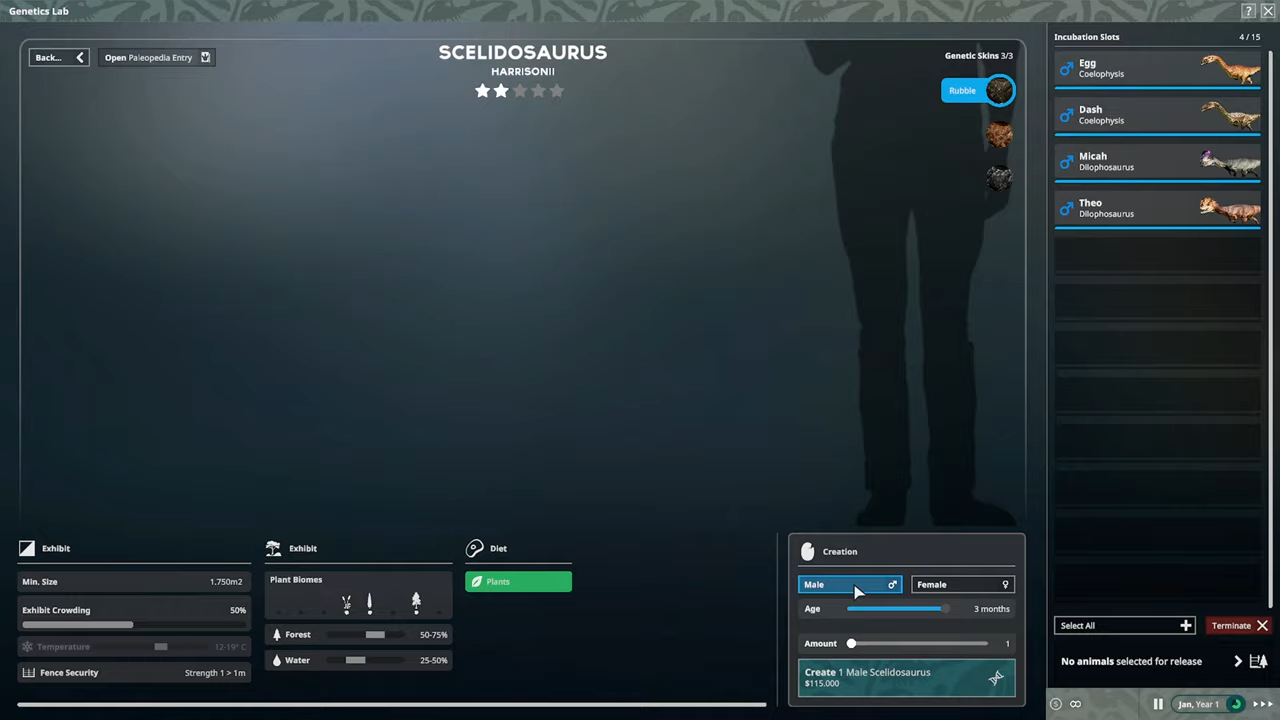 Genetics Lab
?
Back...
Open Paleopedia Entry
SCELIDOSAURUS
HARRISONII
Genetic Skins 3/3
Rubble
Incubation Slots 4 / 15
Egg
Coelophysis
Dash
Coelophysis
Micah
Dilophosaurus
Theo
Dilophosaurus
Exhibit
Min. Size 1.750m2
Exhibit Crowding 50%
Temperature 12-19° C
Fence Security Strength 1 > 1m
Exhibit
Plant Biomes
Forest 50-75%
Water 25-50%
Diet
Plants
Creation
Male
Female
Age 3 months
Amount 1
Create 1 Male Scelidosaurus
$115.000
Select All
Terminate
No animals selected for release
Jan, Year 1